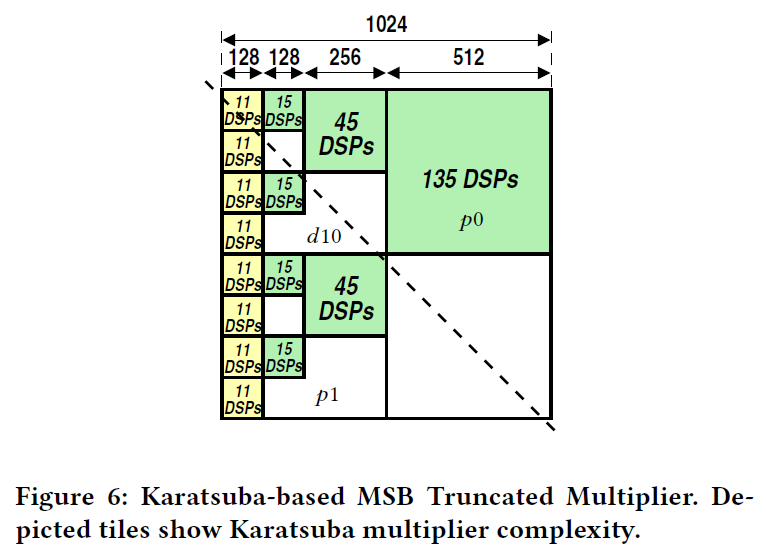 1024
128 128 256 512
11
DSPs
15
DSPs
45
DSPs
11
DSPs
135 DSPs
p0
11
DSPs
15
DSPs
11
DSPs
d10
11
DSPs
15
DSPs
45
DSPs
11
DSPs
11
DSPs
15
DSPs
11
DSPs
p1
Figure 6: Karatsuba-based MSB Truncated Multiplier. De-
picted tiles show Karatsuba multiplier complexity.